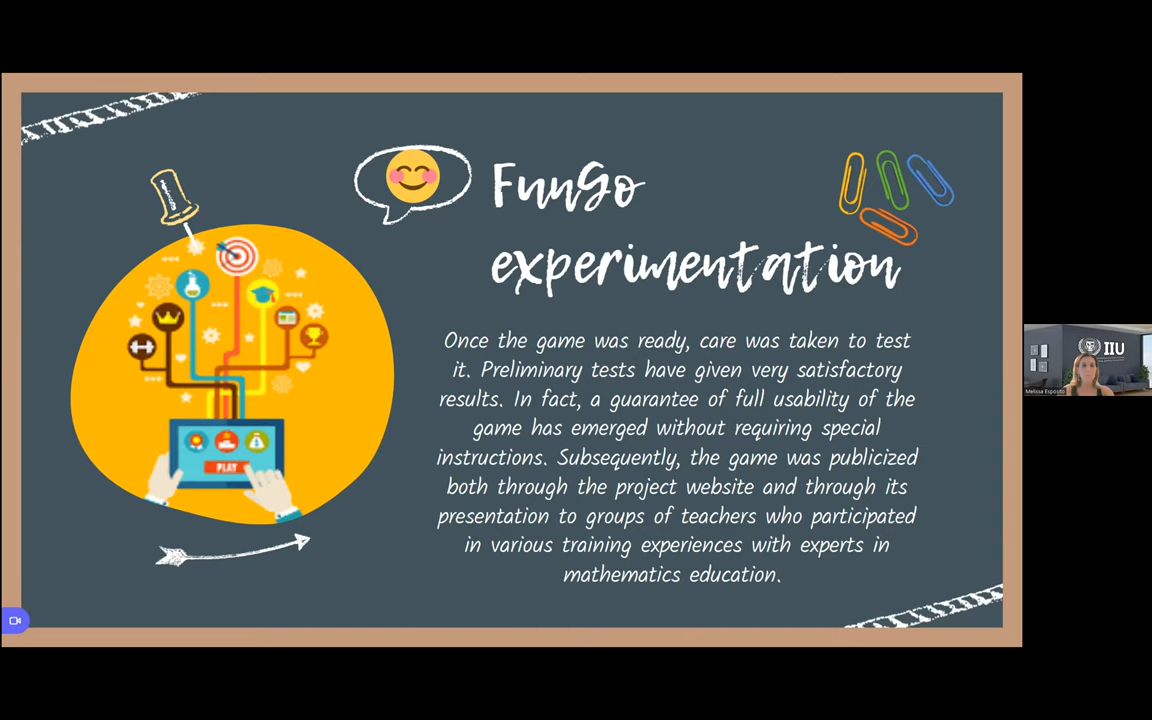 FunGo
experimentation
Once the game was ready, care was taken to test
it. Preliminary tests have given very satisfactory
results. In fact, a guarantee of full usability of the
game has emerged without requiring special
instructions. Subsequently, the game was publicized
both through the project website and through its
presentation to groups of teachers who participated
in various training experiences with experts in
mathematics education.
PLAY
IIU
Melissa Esposito